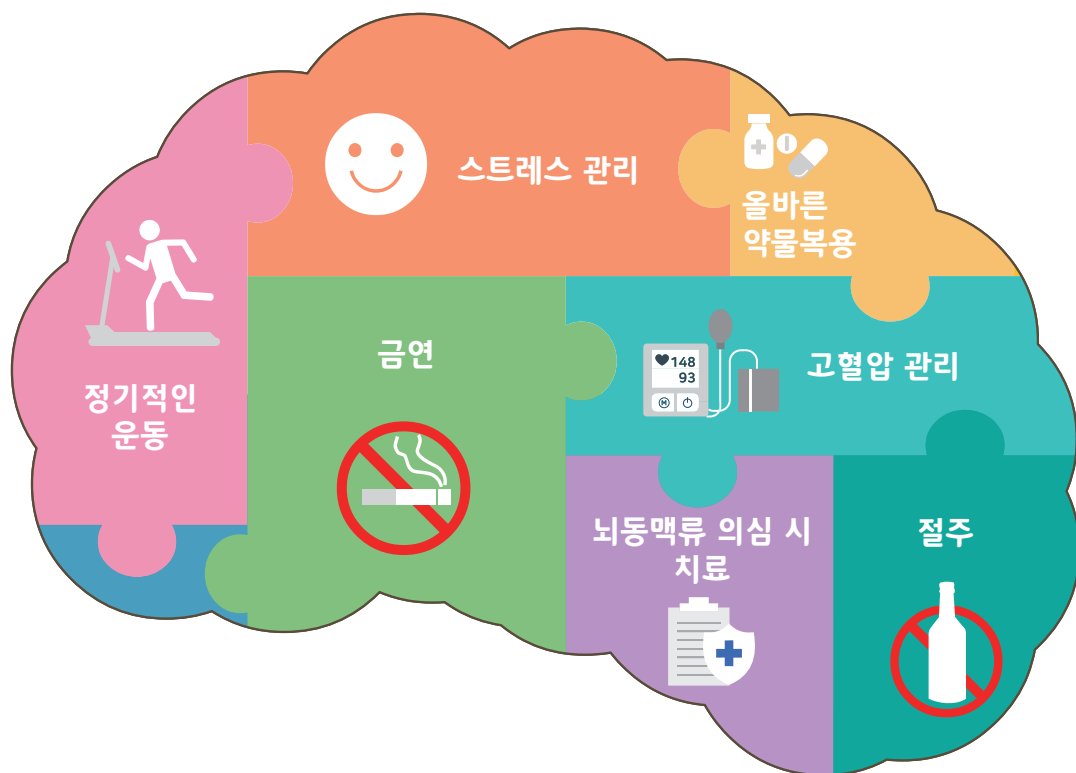 스트레스 관리
올바른
약물복용
정기적인
운동
금연
148
93
M
고혈압 관리
뇌동맥류 의심 시
치료
절주